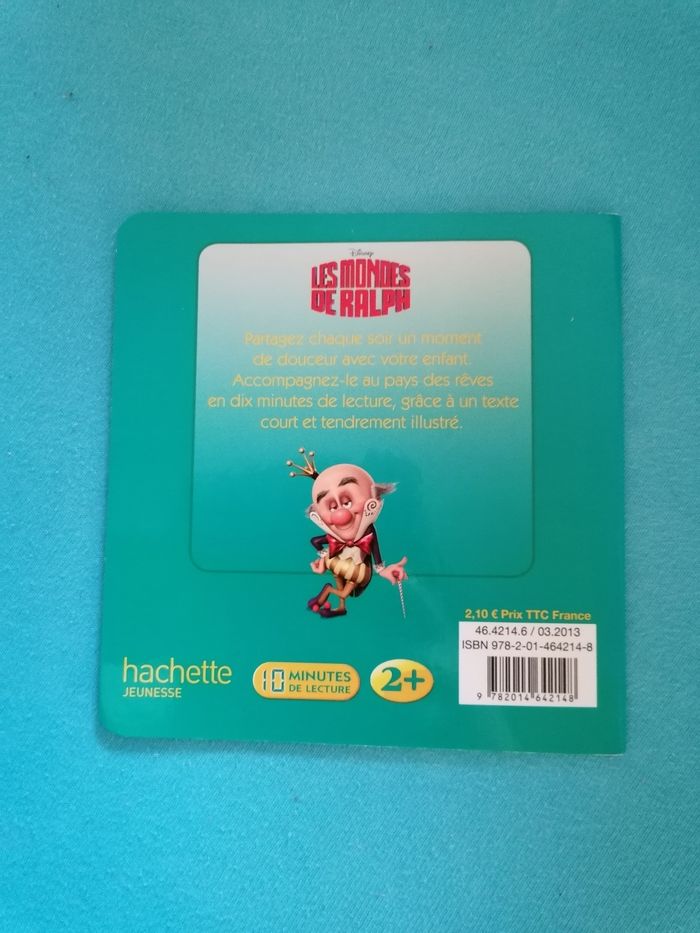 Disney
LES MONDES
DE RALPH
Partagez chaque soir un moment
de douceur avec votre enfant.
Accompagnez-le au pays des rêves
en dix minutes de lecture, grâce à un texte
court et tendrement illustré.
2,10 € Prix TTC France
46.4214.6 / 03.2013
ISBN 978-2-01-464214-8
9 782014 642148
hachette
JEUNESSE
10 MINUTES
DE LECTURE
2+